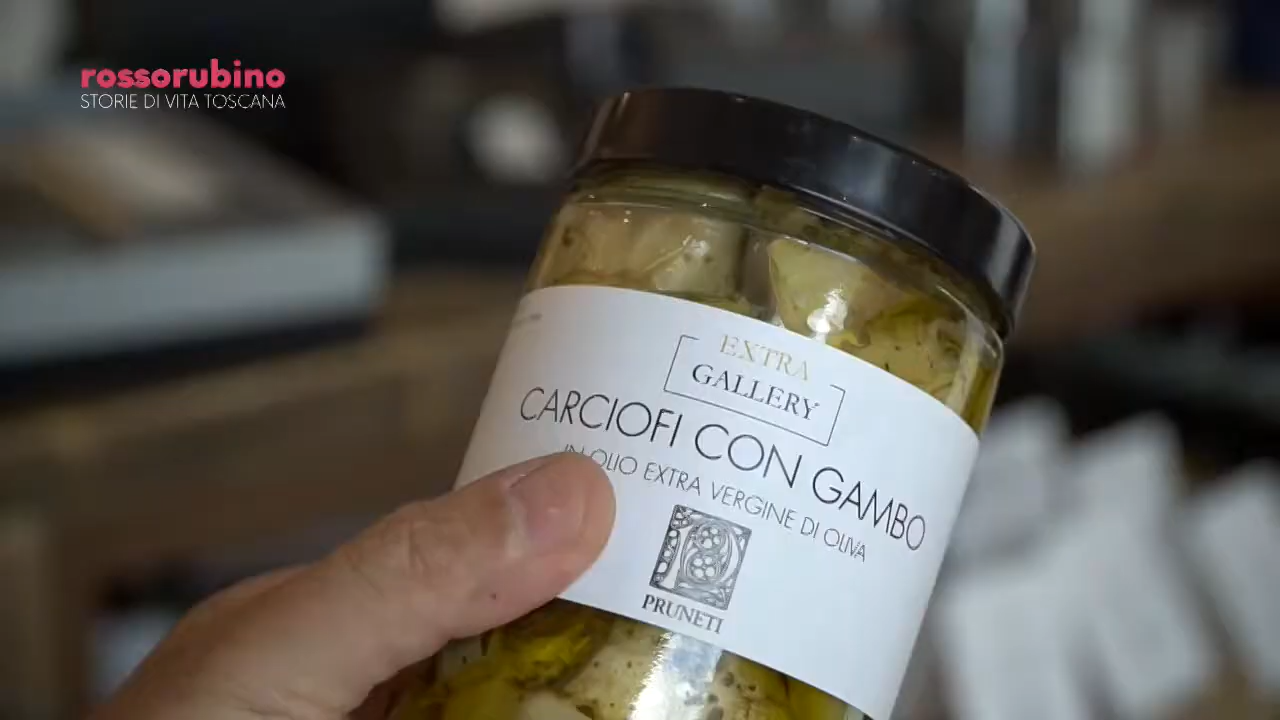 rossorubino
STORIE DI VITA TOSCANA
EXTRA
GALLERY
CARCIOFI CON GAMBO
IN OLIO EXTRA VERGINE DI OLIVA
PRUNETI